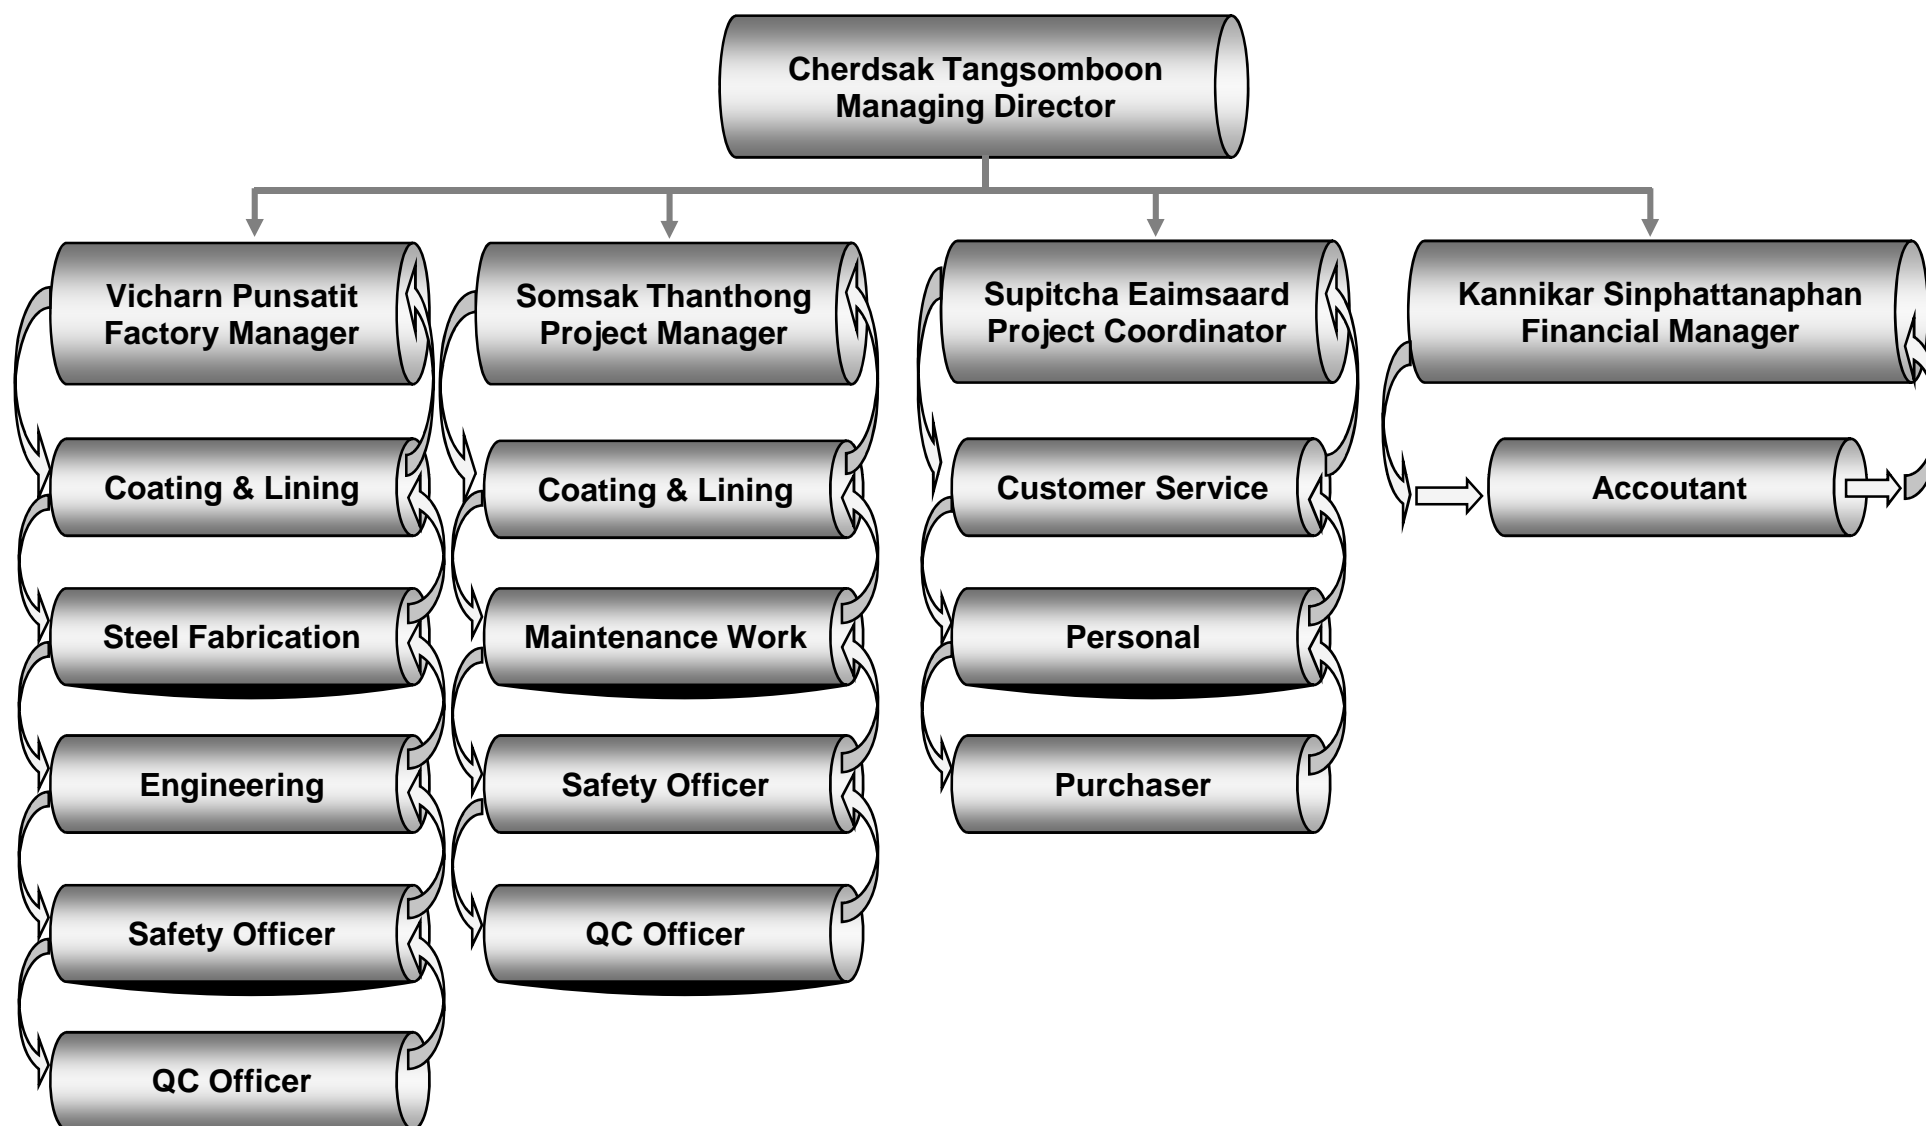 Cherdsak Tangsomboon
Managing Director
Vicharn Punsatit
Factory Manager
Somsak Thanthong
Project Manager
Supitcha Eaimsaard
Project Coordinator
Kannikar Sinphattanaphan
Financial Manager
Coating & Lining
Coating & Lining
Customer Service
Accoutant
Steel Fabrication
Maintenance Work
Personal
Engineering
Safety Officer
Purchaser
Safety Officer
QC Officer
QC Officer